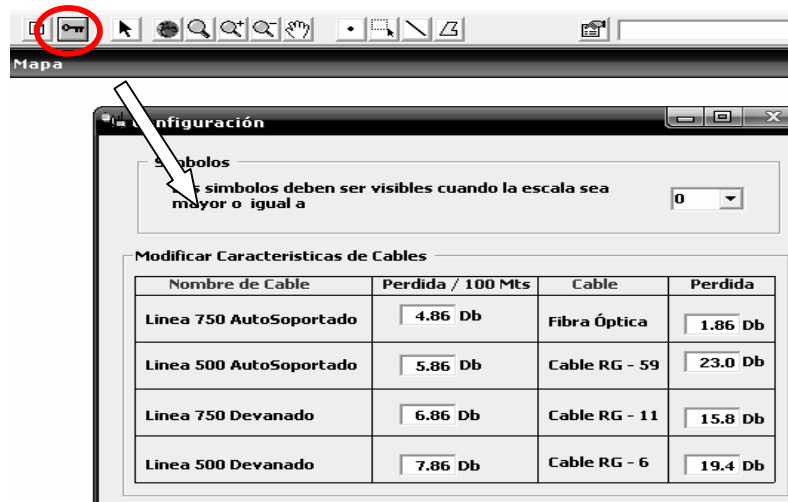 Mapa
Configuración
Simbolos
Los simbolos deben ser visibles cuando la escala sea
mayor o igual a
0
Modificar Caracteristicas de Cables
Nombre de Cable Perdida / 100 Mts Cable Perdida
Linea 750 AutoSoportado 4.86 Db Fibra Óptica 1.86 Db
Linea 500 AutoSoportado 5.86 Db Cable RG - 59 23.0 Db
Linea 750 Devanado 6.86 Db Cable RG - 11 15.8 Db
Linea 500 Devanado 7.86 Db Cable RG - 6 19.4 Db